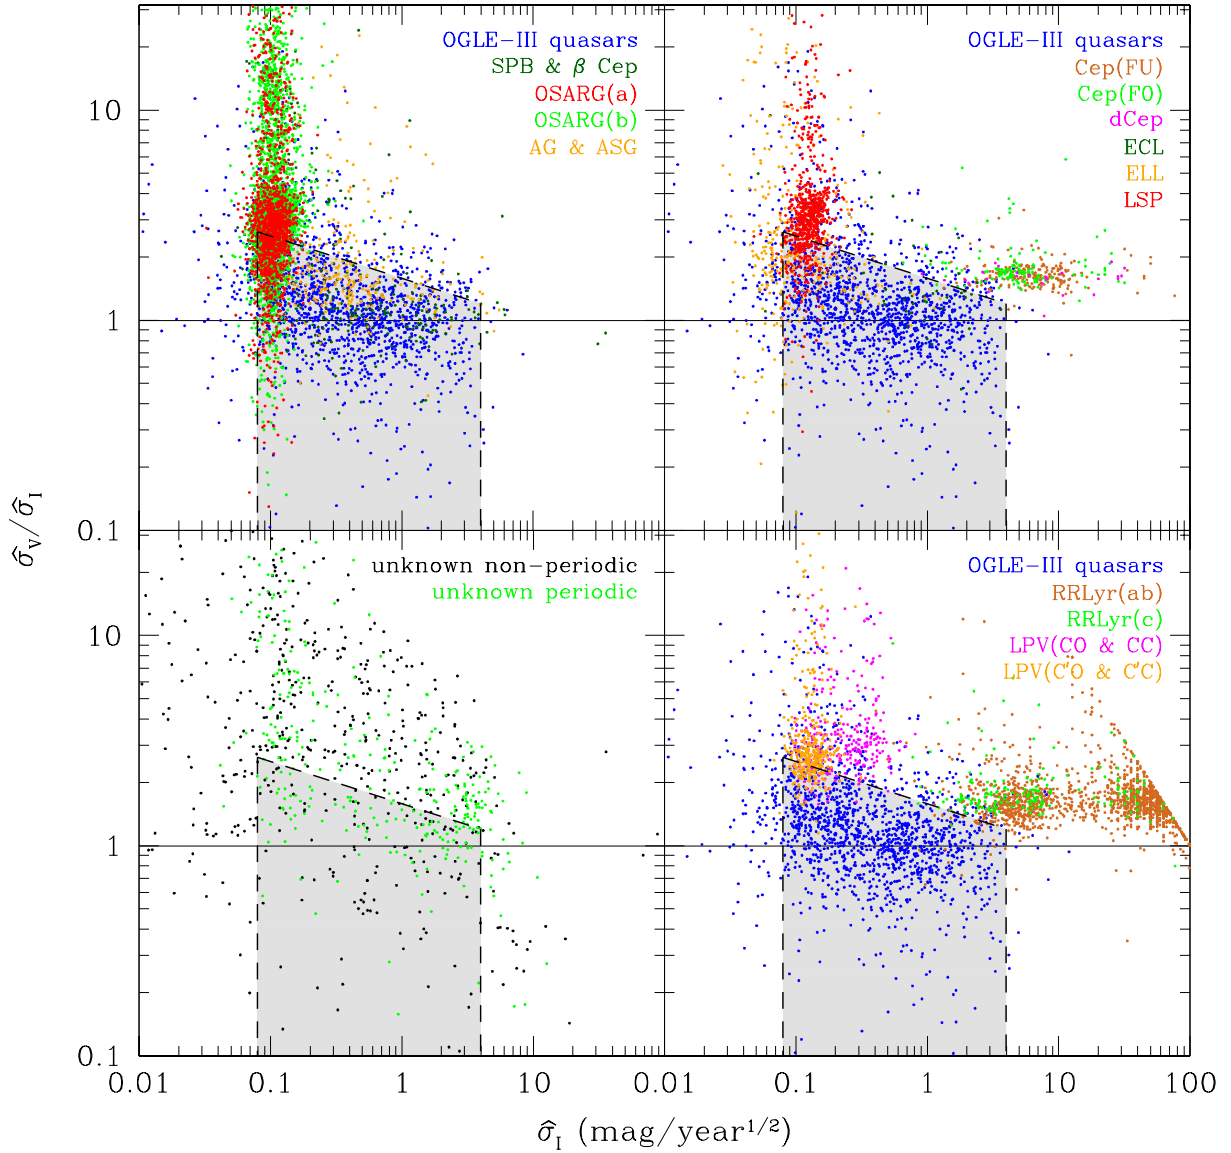 OGLE-III quasars
SPB & β Cep
OSARG(a)
OSARG(b)
AG & ASG
OGLE-III quasars
Cep(FU)
Cep(FO)
dCep
ECL
ELL
LSP
10
1
0.1
σ̂V/σ̂I
unknown non-periodic
unknown periodic
OGLE-III quasars
RRLyr(ab)
RRLyr(c)
LPV(CO & CC)
LPV(C'O & C'C)
10
1
0.1
0.01 0.1 1 10 0.01 0.1 1 10 100
σ̂I (mag/year1/2)